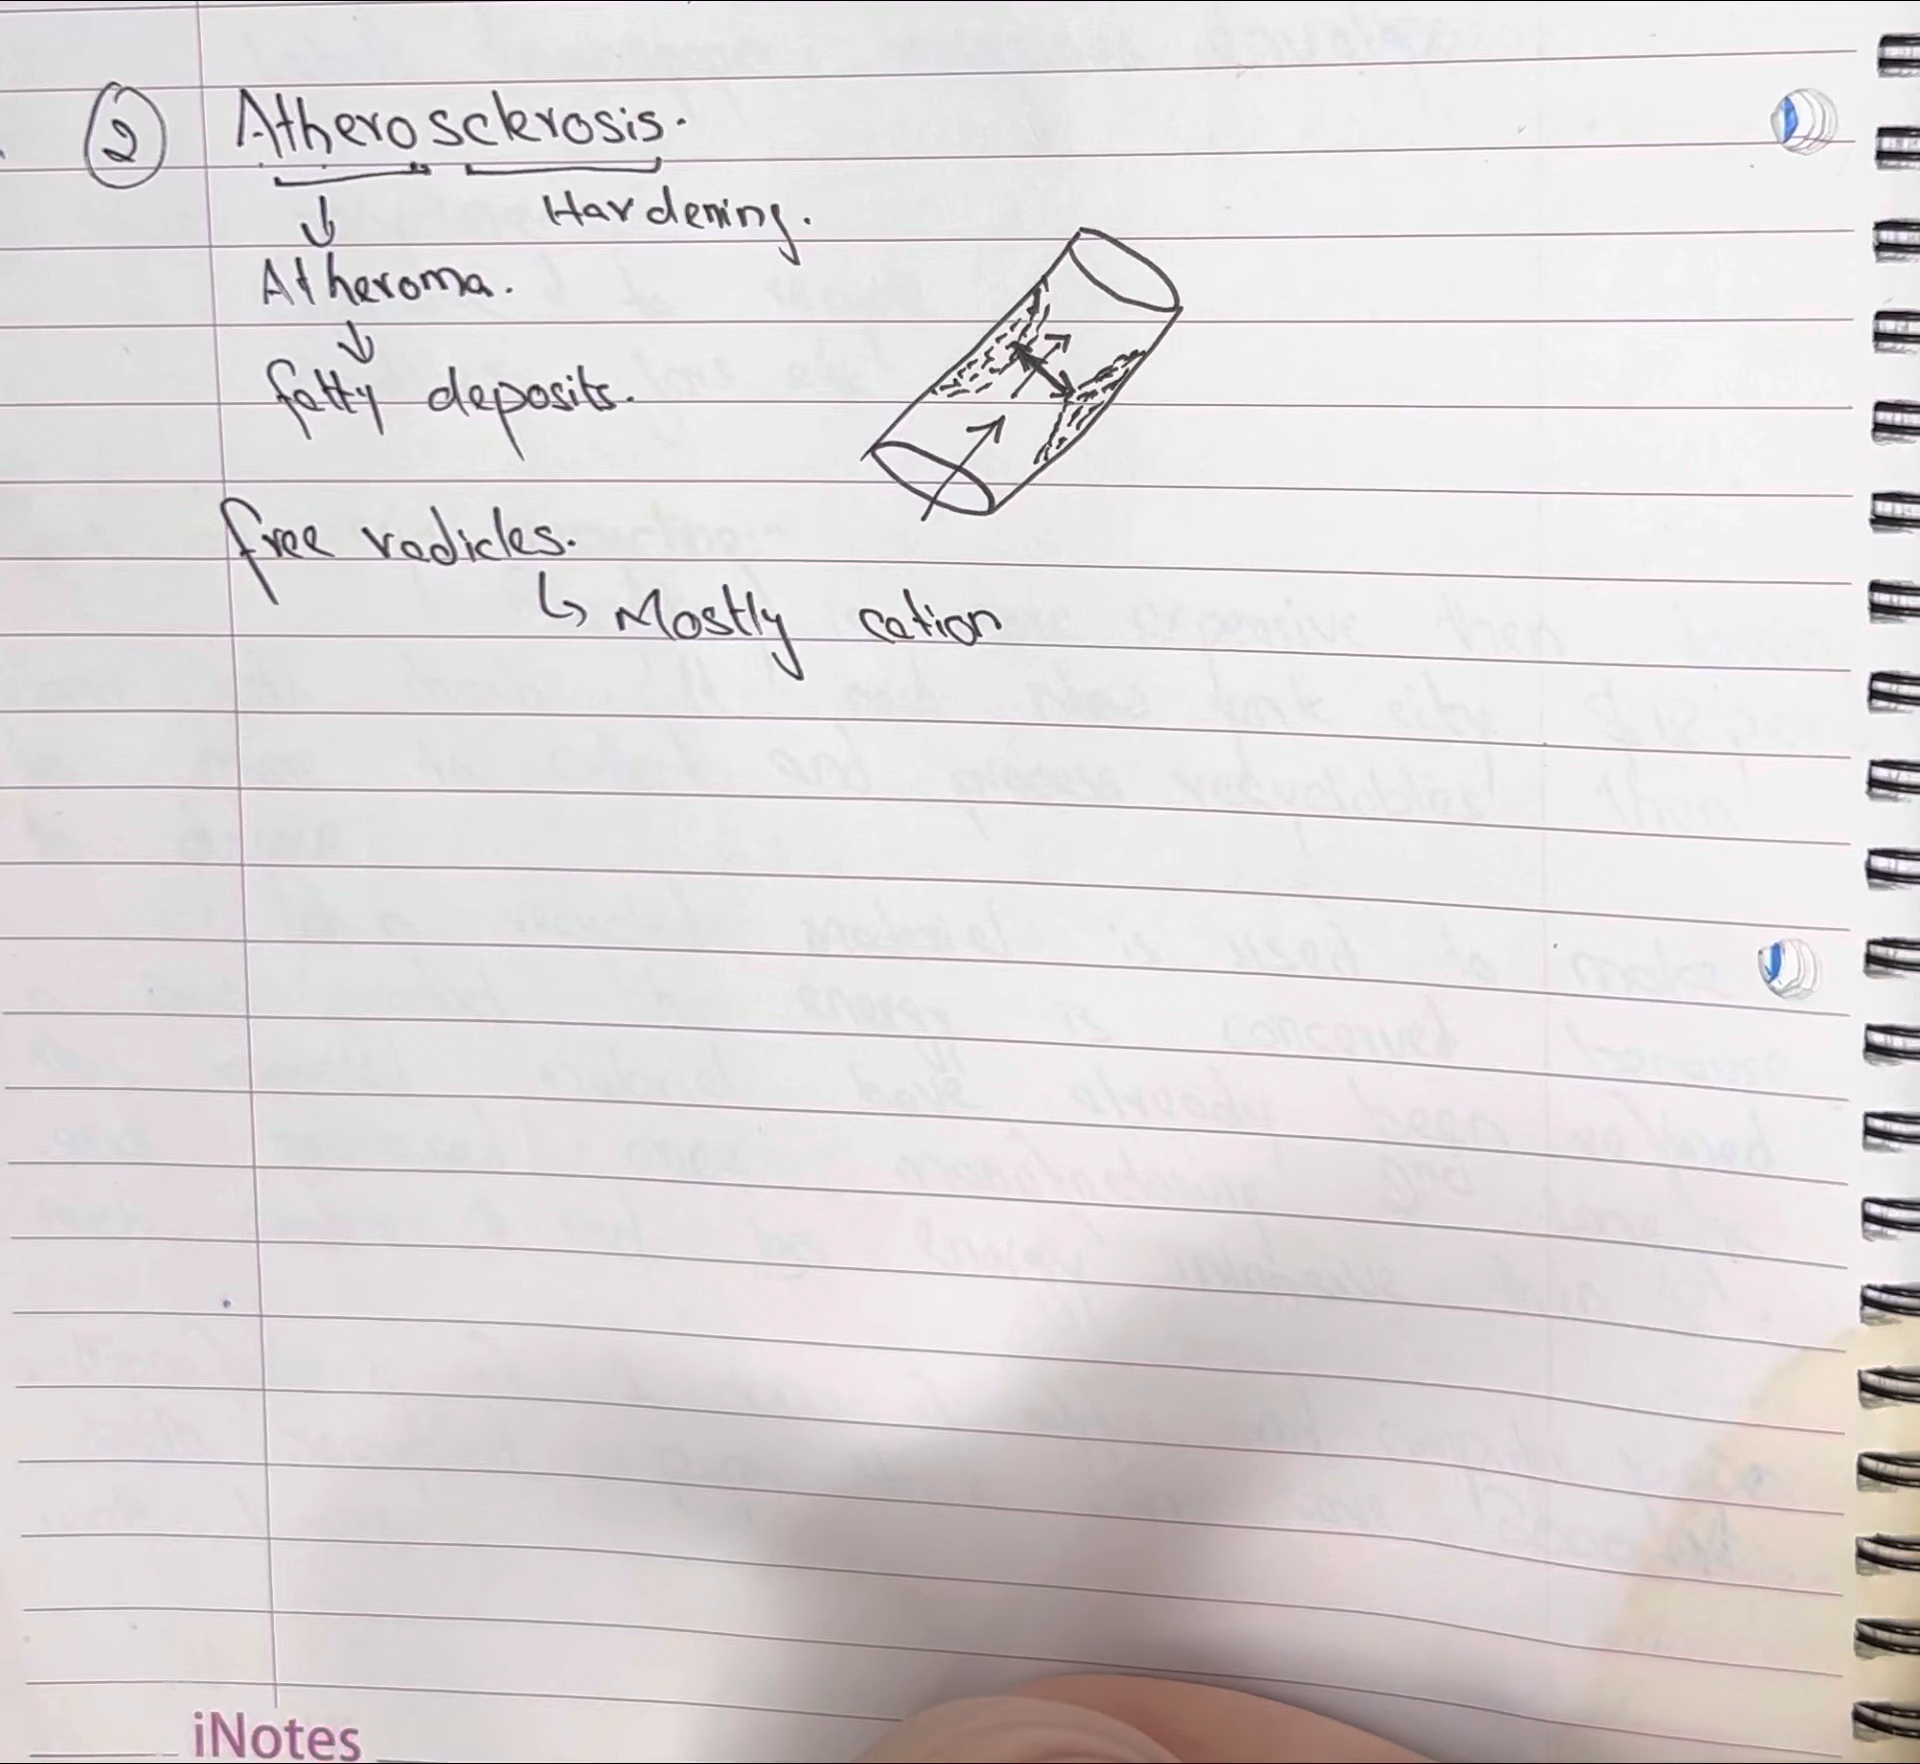 2 Atherosclerosis.
Hardening.
Atheroma.
fatty deposits.
free radicles.
Mostly cation
iNotes